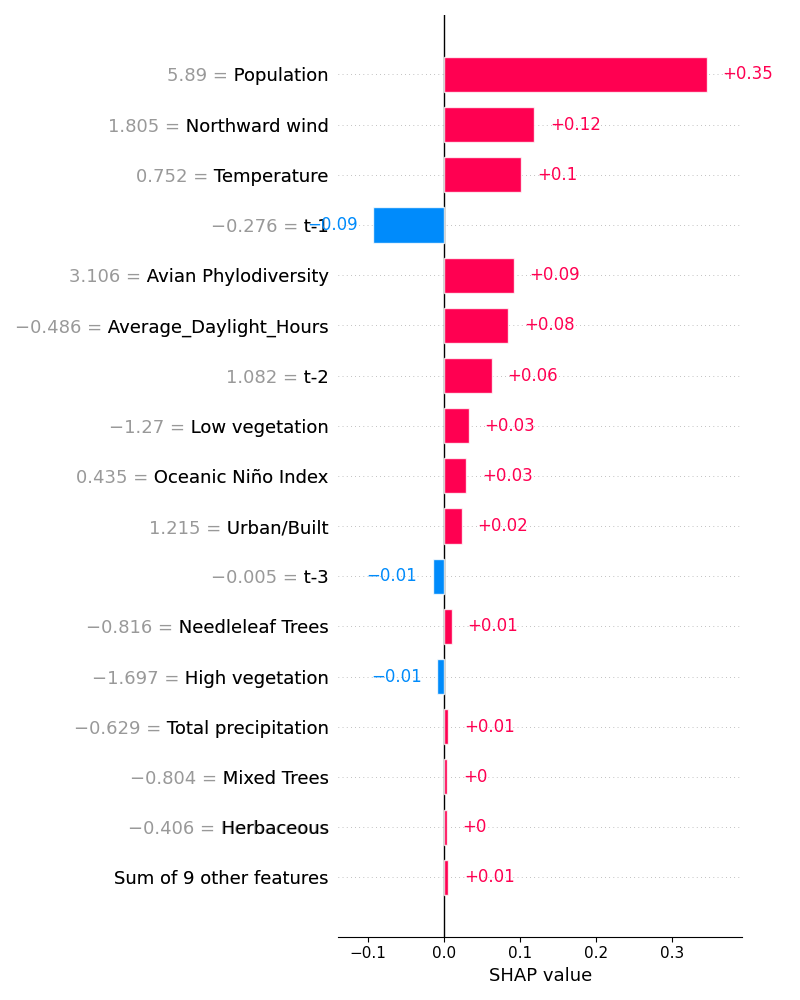 5.89 = Population +0.35
1.805 = Northward wind +0.12
0.752 = Temperature +0.1
−0.276 = t-1 −0.09
3.106 = Avian Phylodiversity +0.09
−0.486 = Average_Daylight_Hours +0.08
1.082 = t-2 +0.06
−1.27 = Low vegetation +0.03
0.435 = Oceanic Niño Index +0.03
1.215 = Urban/Built +0.02
−0.005 = t-3 −0.01
−0.816 = Needleleaf Trees +0.01
−1.697 = High vegetation −0.01
−0.629 = Total precipitation +0.01
−0.804 = Mixed Trees +0
−0.406 = Herbaceous +0
Sum of 9 other features +0.01
−0.1 0.0 0.1 0.2 0.3
SHAP value